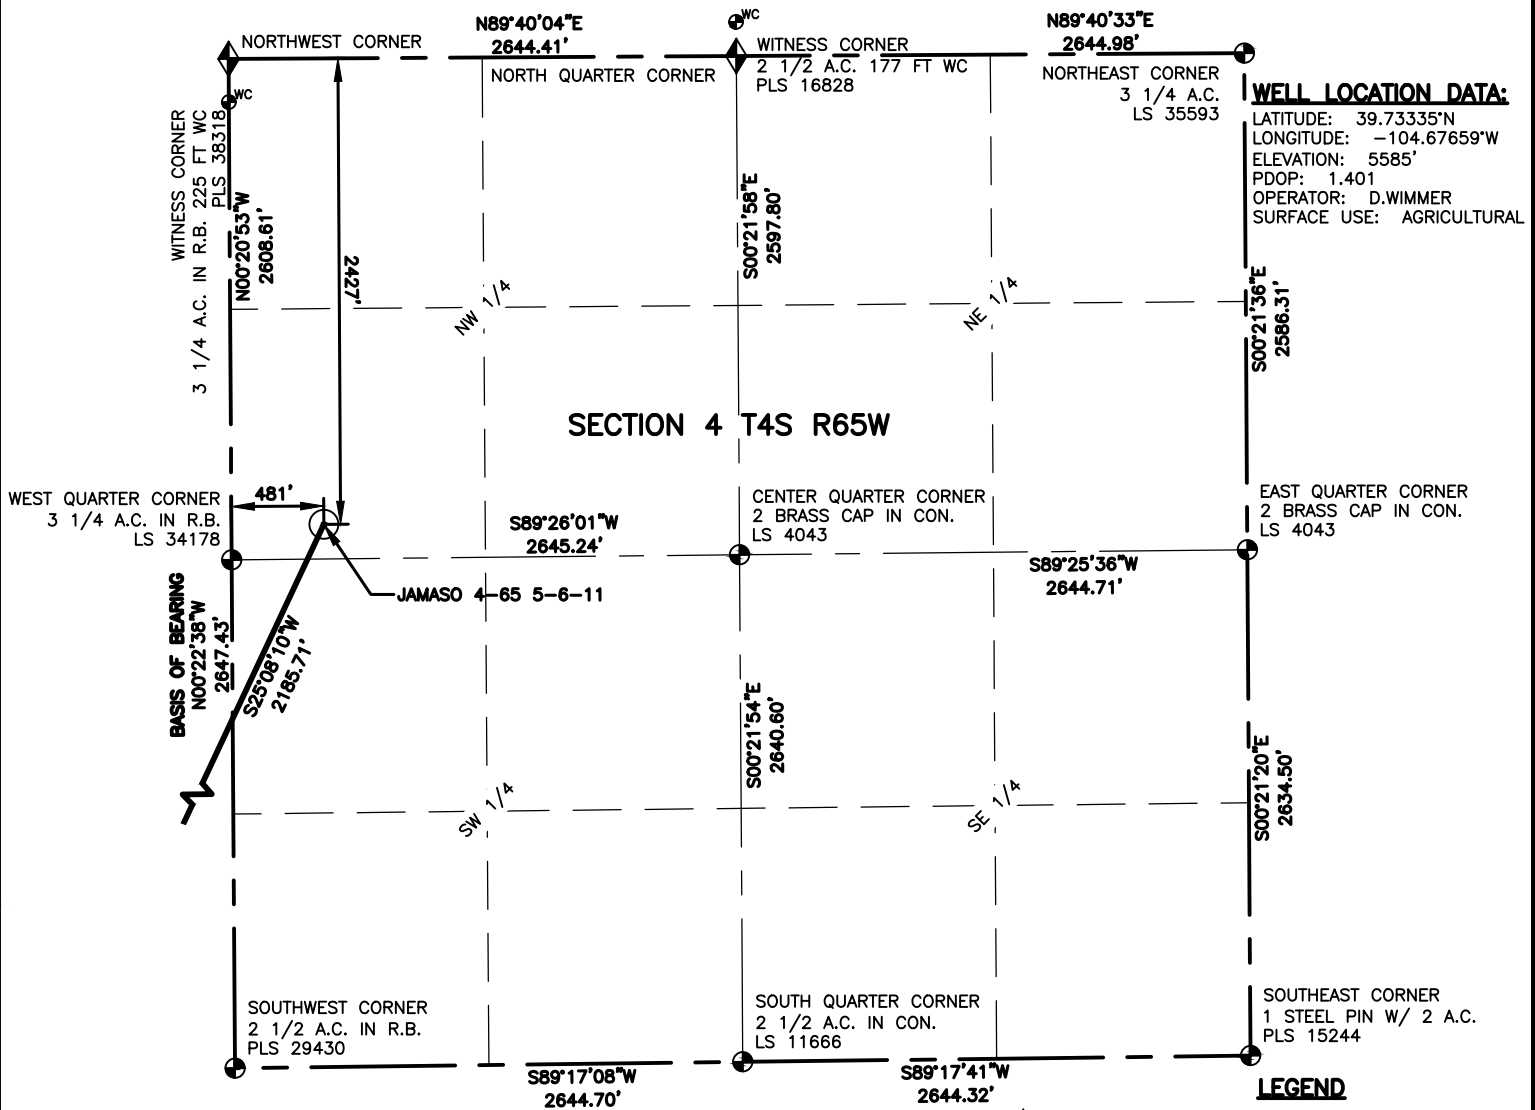 N89°40'04"E
2644.41'
WC
N89°40'33"E
2644.98'
NORTHWEST CORNER
NORTH QUARTER CORNER
WITNESS CORNER
2 1/2 A.C. 177 FT WC
PLS 16828
NORTHEAST CORNER
3 1/4 A.C.
LS 35593
WELL LOCATION DATA:
LATITUDE: 39.73335°N
LONGITUDE: -104.67659°W
ELEVATION: 5585'
PDOP: 1.401
OPERATOR: D.WIMMER
SURFACE USE: AGRICULTURAL
WC
WITNESS CORNER
3 1/4 A.C. IN R.B. 225 FT WC
PLS 38318
N00°20'53"W
2608.61'
2427'
S00°21'58"E
2597.80'
S00°21'36"E
2586.31'
NW 1/4
NE 1/4
SECTION 4 T4S R65W
WEST QUARTER CORNER
3 1/4 A.C. IN R.B.
LS 34178
481'
S89°26'01"W
2645.24'
CENTER QUARTER CORNER
2 BRASS CAP IN CON.
LS 4043
EAST QUARTER CORNER
2 BRASS CAP IN CON.
LS 4043
S89°25'36"W
2644.71'
JAMASO 4-65 5-6-11
BASIS OF BEARING
N00°22'38"W
2647.43'
S25°08'10"W
2185.71'
S00°21'54"E
2640.60'
S00°21'20"E
2634.50'
SW 1/4
SE 1/4
SOUTHWEST CORNER
2 1/2 A.C. IN R.B.
PLS 29430
SOUTH QUARTER CORNER
2 1/2 A.C. IN CON.
LS 11666
SOUTHEAST CORNER
1 STEEL PIN W/ 2 A.C.
PLS 15244
S89°17'08"W
2644.70'
S89°17'41"W
2644.32'
LEGEND